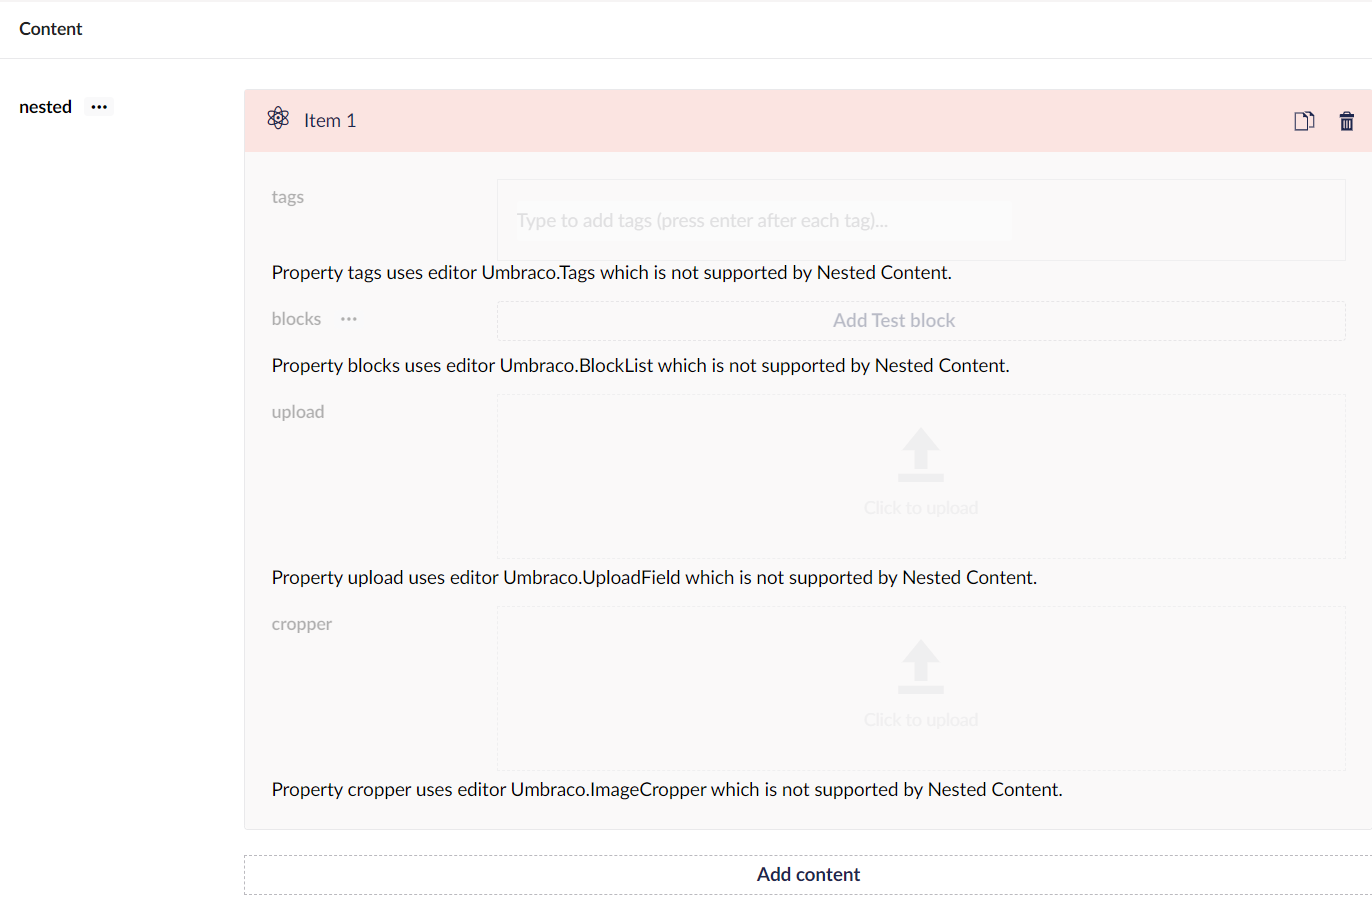 Content
nested
Item 1
tags
Type to add tags (press enter after each tag)...
Property tags uses editor Umbraco.Tags which is not supported by Nested Content.
blocks
Add Test block
Property blocks uses editor Umbraco.BlockList which is not supported by Nested Content.
upload
Click to upload
Property upload uses editor Umbraco.UploadField which is not supported by Nested Content.
cropper
Click to upload
Property cropper uses editor Umbraco.ImageCropper which is not supported by Nested Content.
Add content